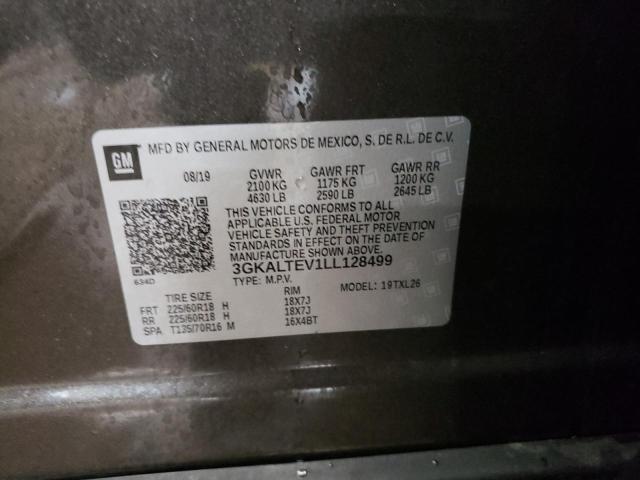 GM MFD BY GENERAL MOTORS DE MEXICO, S. DE R.L. DE C.V.
08/19 GVWR GAWR FRT GAWR RR
2100 KG 1175 KG 1200 KG
4630 LB 2590 LB 2645 LB
THIS VEHICLE CONFORMS TO ALL
APPLICABLE U.S. FEDERAL MOTOR
VEHICLE SAFETY AND THEFT PREVENTION
STANDARDS IN EFFECT ON THE DATE OF
MANUFACTURE SHOWN ABOVE.
3GKALTEV1LL128499
634D TYPE: M.P.V. MODEL: 19TXL26
TIRE SIZE RIM
FRT 225/60R18 H 18X7J
RR 225/60R18 H 18X7J
SPA T135/70R16 M 16X4BT